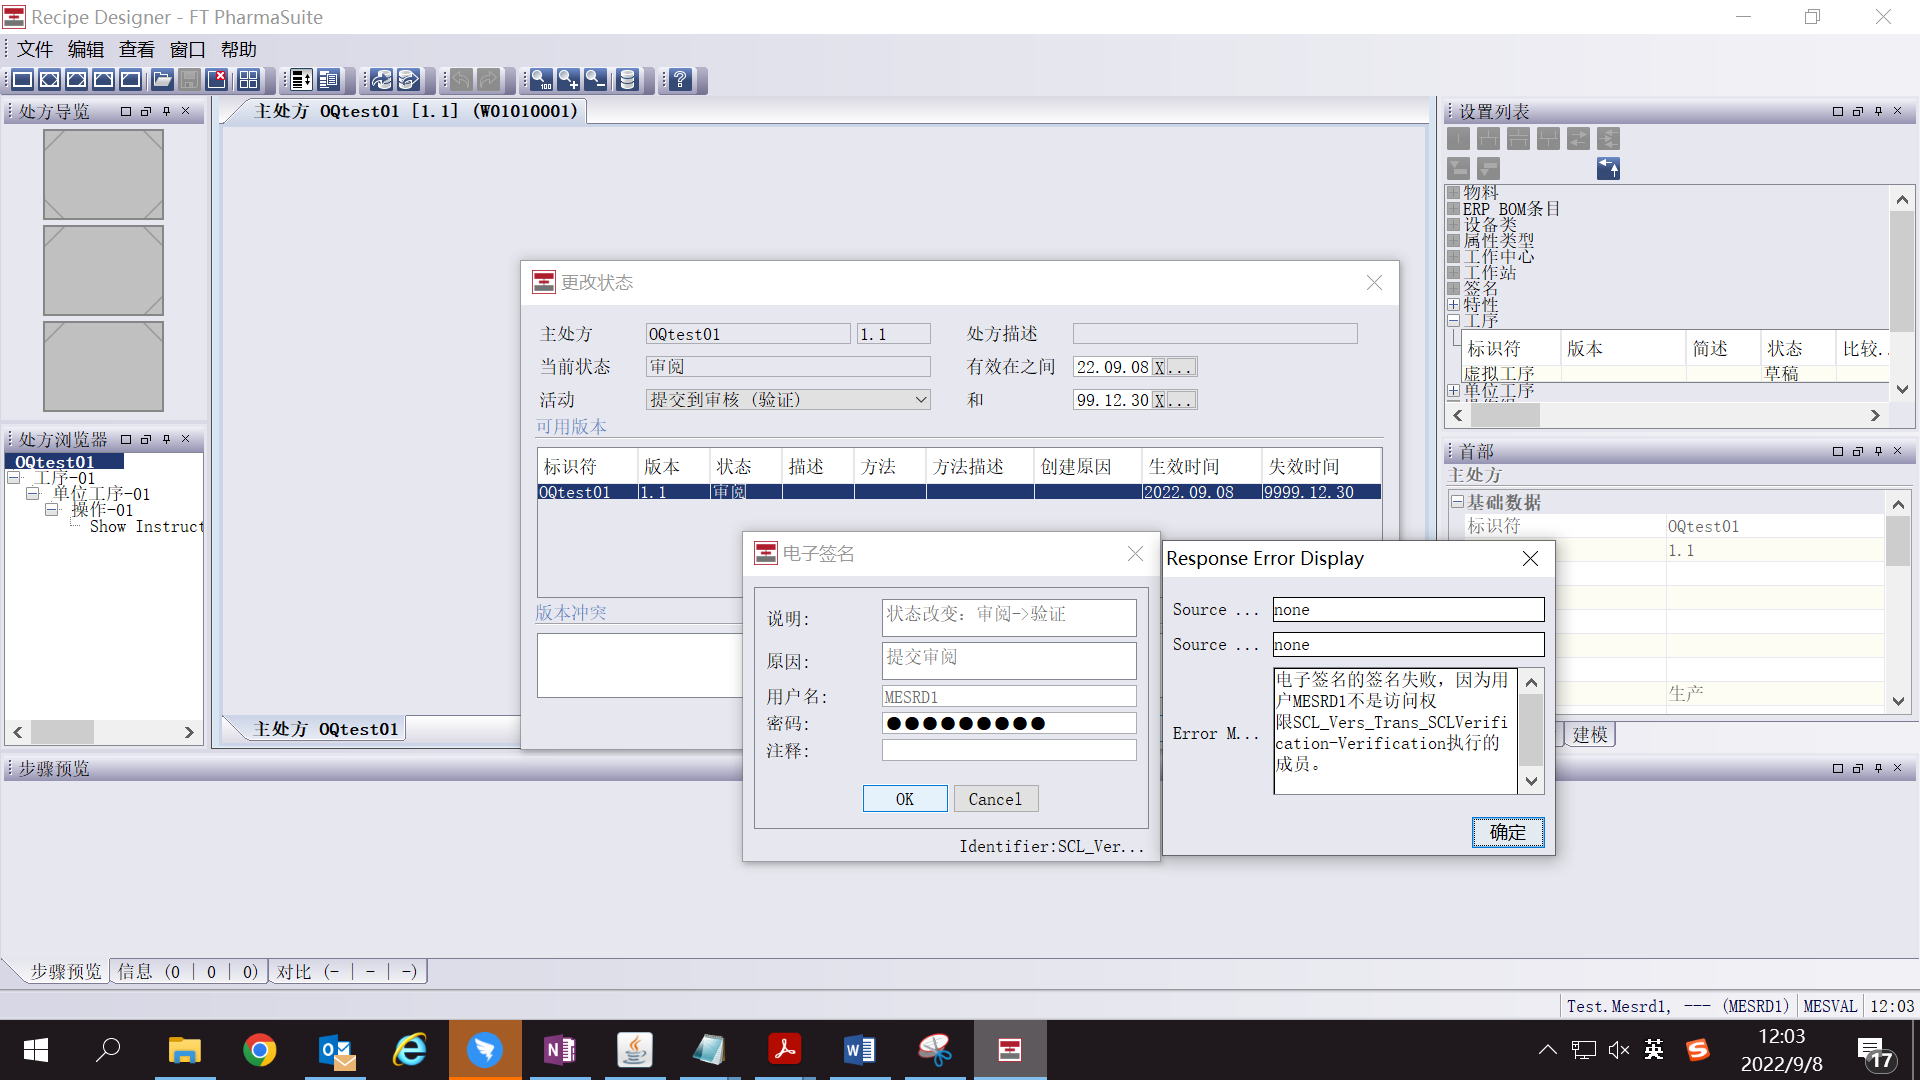 Recipe Designer - FT PharmaSuite
文件 编辑 查看 窗口 帮助
处方导览
主处方 OQtest01 [1.1] (W01010001)
设置列表
物料
ERP BOM条目
设备类
属性类型
工作中心
工作站
签名
特性
工序
标识符 版本 简述 状态 比较.
虚拟工序 草稿
单位工序
更改状态
主处方 OQtest01 1.1 处方描述
当前状态 审阅 有效在之间 22.09.08 X ...
活动 提交到审核 (验证) 和 99.12.30 X ...
可用版本
标识符 版本 状态 描述 方法 方法描述 创建原因 生效时间 失效时间
OQtest01 1.1 审阅 2022.09.08 9999.12.30
版本冲突
处方浏览器
OQtest01
工序-01
单位工序-01
操作-01
Show Instruct
首部
主处方
基础数据
标识符 OQtest01
1.1
生产
建模
电子签名
说明: 状态改变: 审阅->验证
原因: 提交审阅
用户名: MESRD1
密码: ●●●●●●●●●
注释:
OK Cancel
Identifier:SCL_Ver...
Response Error Display
Source ... none
Source ... none
Error M...
电子签名的签名失败，因为用
户MESRD1不是访问权
限SCL_Vers_Trans_SCLVerifi
cation-Verification执行的
成员。
确定
主处方 OQtest01
步骤预览
步骤预览 信息 (0 | 0 | 0) 对比 (- | - | -)
Test.Mesrd1, --- (MESRD1) MESVAL 12:03
英
12:03
2022/9/8
17